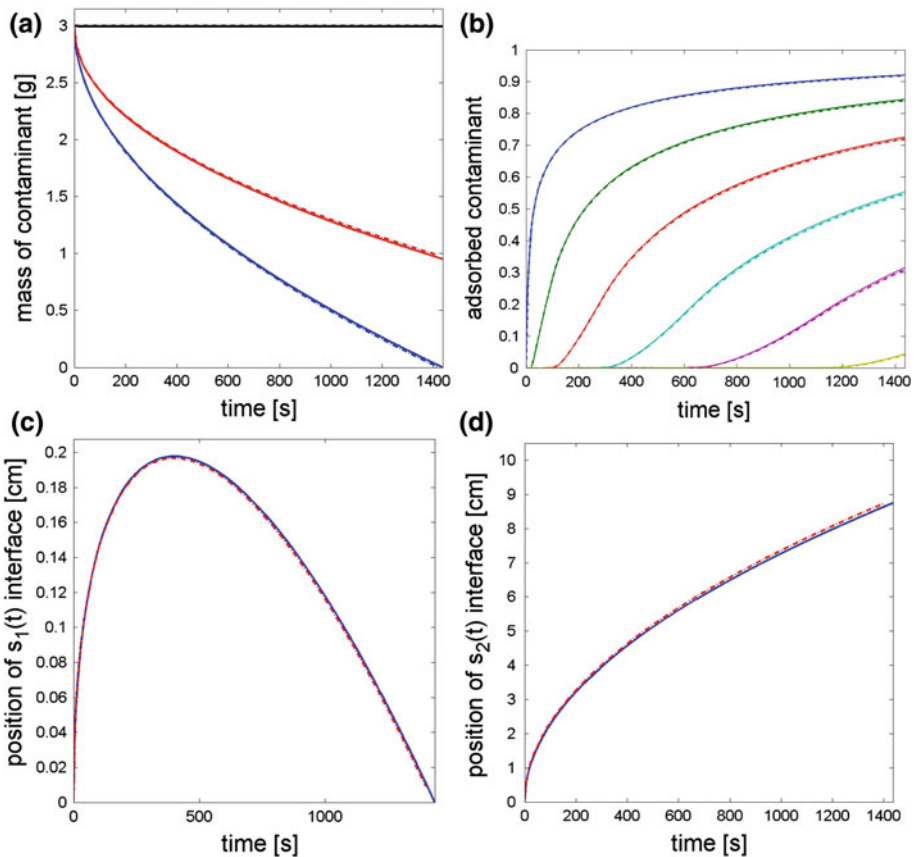 (a)
mass of contaminant [g]
3
2.5
2
1.5
1
0.5
0
0 200 400 600 800 1000 1200 1400
time [s]
(b)
adsorbed contaminant
1
0.9
0.8
0.7
0.6
0.5
0.4
0.3
0.2
0.1
0
0 200 400 600 800 1000 1200 1400
time [s]
(c)
position of s₁(t) interface [cm]
0.2
0.18
0.16
0.14
0.12
0.1
0.08
0.06
0.04
0.02
0
0 500 1000
time [s]
(d)
position of s₂(t) interface [cm]
10
9
8
7
6
5
4
3
2
1
0
0 200 400 600 800 1000 1200 1400
time [s]